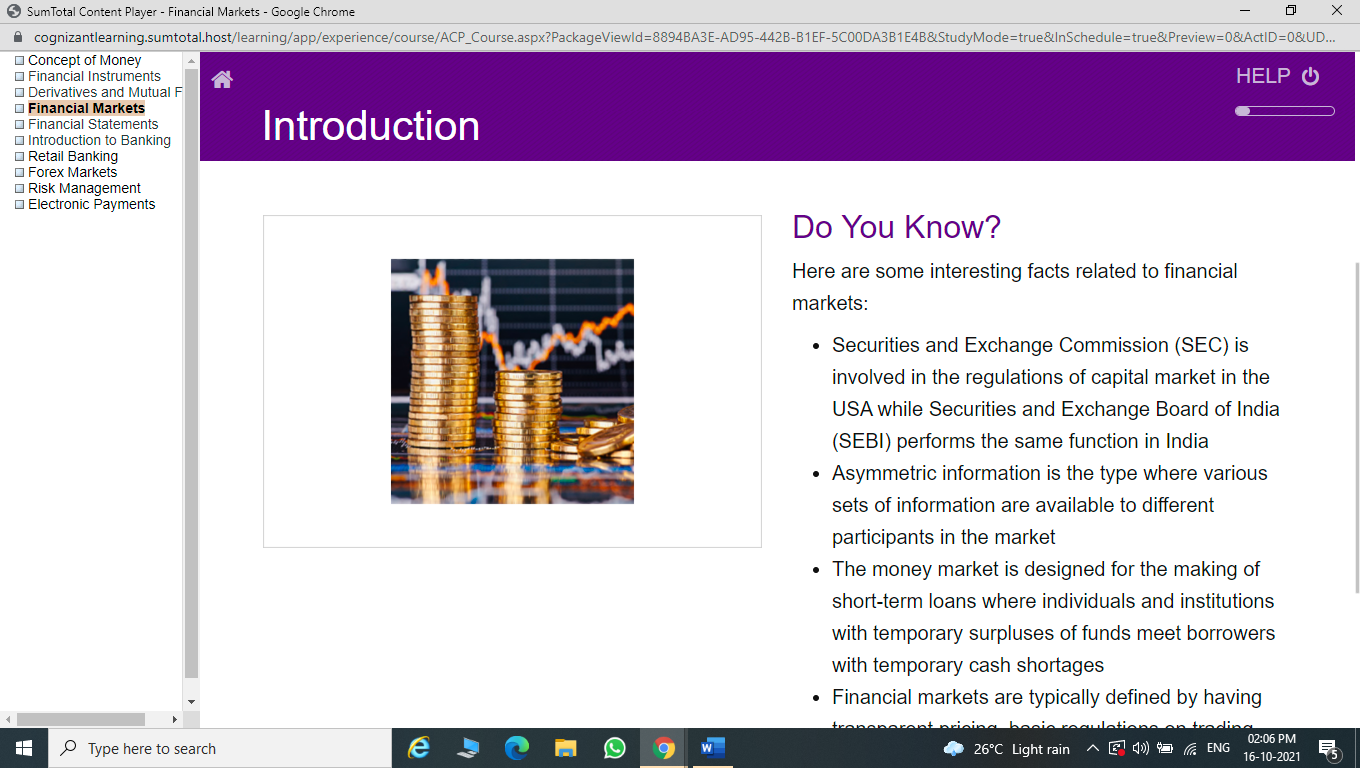 SumTotal Content Player - Financial Markets - Google Chrome
cognizantlearning.sumtotal.host/learning/app/experience/course/ACP_Course.aspx?PackageViewId=8894BA3E-AD95-442B-B1EF-5C00DA3B1E4B&StudyMode=true&InSchedule=true&Preview=0&ActID=0&UD...
Concept of Money
Financial Instruments
Derivatives and Mutual F
Financial Markets
Financial Statements
Introduction to Banking
Retail Banking
Forex Markets
Risk Management
Electronic Payments
HELP
Introduction
Do You Know?
Here are some interesting facts related to financial
markets:
• Securities and Exchange Commission (SEC) is
involved in the regulations of capital market in the
USA while Securities and Exchange Board of India
(SEBI) performs the same function in India
• Asymmetric information is the type where various
sets of information are available to different
participants in the market
• The money market is designed for the making of
short-term loans where individuals and institutions
with temporary surpluses of funds meet borrowers
with temporary cash shortages
• Financial markets are typically defined by having
transparent pricing, basic regulations on trading,
Type here to search
26°C Light rain
ENG
02:06 PM
16-10-2021
5